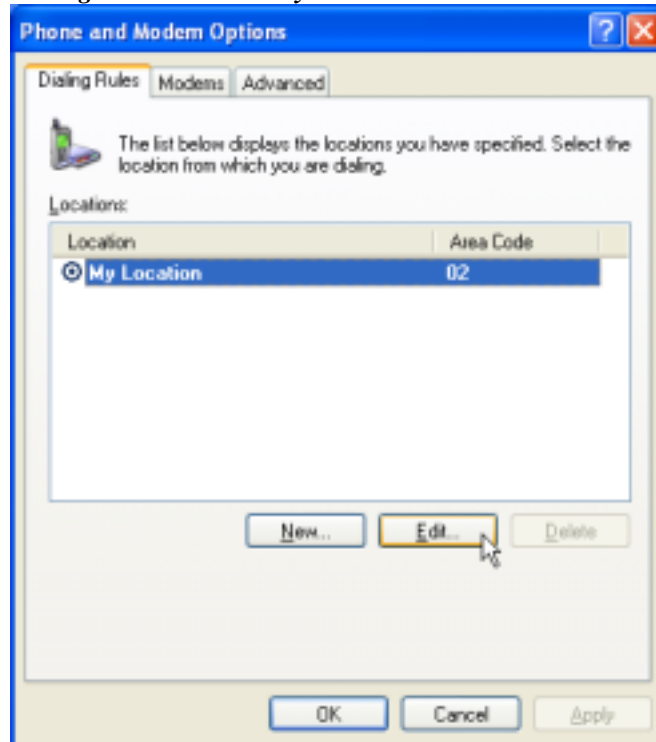 Phone and Modem Options
Dialing Rules Modems Advanced
The list below displays the locations you have specified. Select the
location from which you are dialing.
Locations:
Location Area Code
My Location 02
New... Edit... Delete
OK Cancel Apply